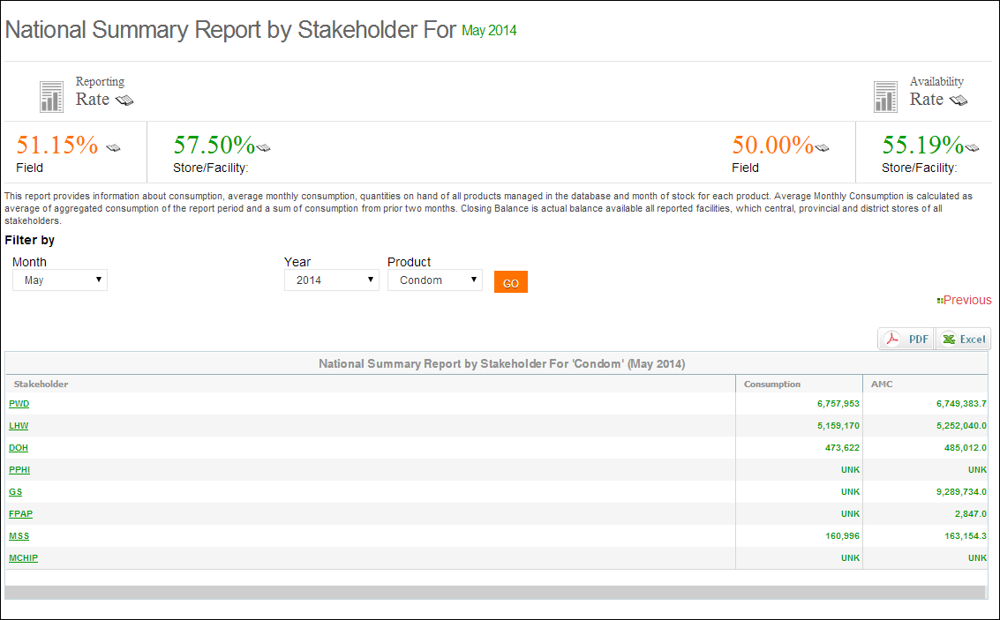 National Summary Report by Stakeholder For May 2014
Reporting
Rate
Availability
Rate
51.15%
Field
57.50%
Store/Facility:
50.00%
Field
55.19%
Store/Facility:
This report provides information about consumption, average monthly consumption, quantities on hand of all products managed in the database and month of stock for each product. Average Monthly Consumption is calculated as
average of aggregated consumption of the report period and a sum of consumption from prior two months. Closing Balance is actual balance available all reported facilities, which central, provincial and district stores of all
stakeholders.
Filter by
Month Year Product
May 2014 Condom GO
Previous
PDF Excel
National Summary Report by Stakeholder For 'Condom' (May 2014)
Stakeholder Consumption AMC
PWD 6,757,953 6,749,383.7
LHW 5,159,170 5,252,040.0
DOH 473,622 485,012.0
PPHI UNK UNK
GS UNK 9,289,734.0
FPAP UNK 2,847.0
MSS 160,996 163,154.3
MCHIP UNK UNK